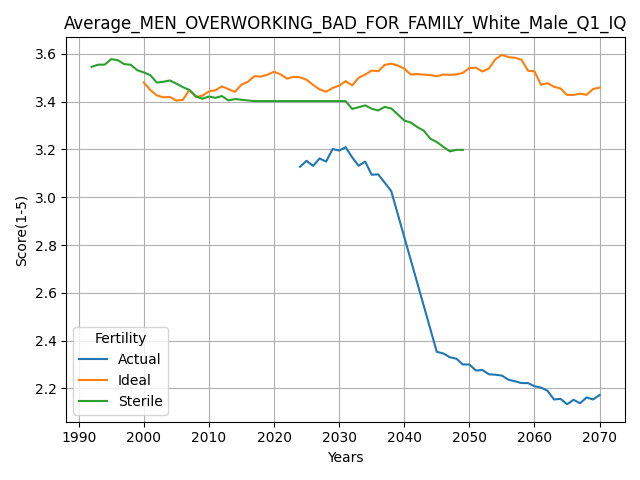 Average_MEN_OVERWORKING_BAD_FOR_FAMILY_White_Male_Q1_IQ
3.6
3.4
3.2
3.0
2.8
2.6
2.4
2.2
Score(1-5)
Fertility
Actual
Ideal
Sterile
1990 2000 2010 2020 2030 2040 2050 2060 2070
Years